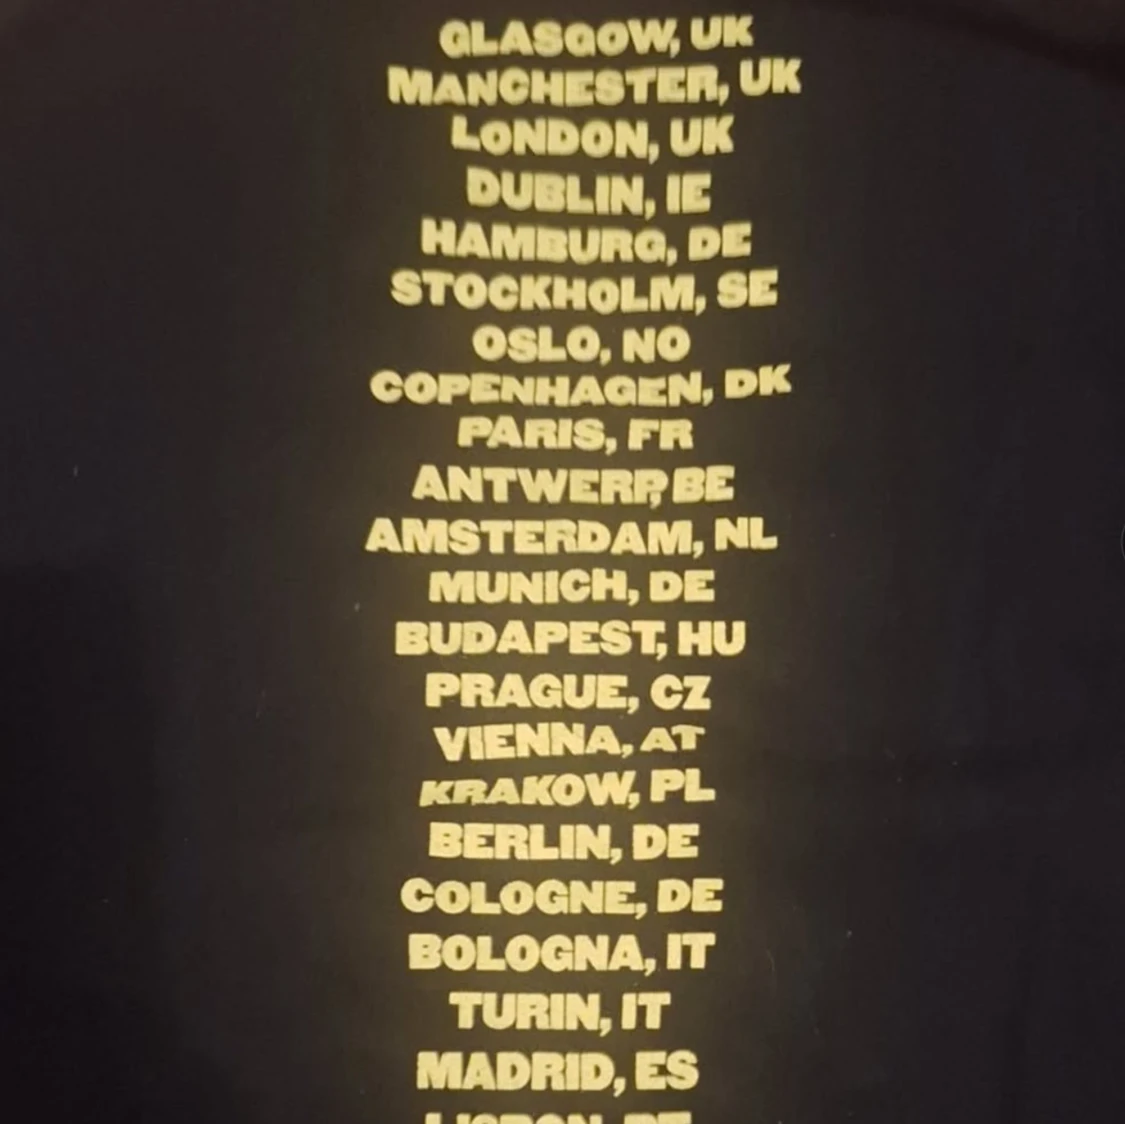 GLASGOW, UK
MANCHESTER, UK
LONDON, UK
DUBLIN, IE
HAMBURG, DE
STOCKHOLM, SE
OSLO, NO
COPENHAGEN, DK
PARIS, FR
ANTWERP, BE
AMSTERDAM, NL
MUNICH, DE
BUDAPEST, HU
PRAGUE, CZ
VIENNA, AT
KRAKOW, PL
BERLIN, DE
COLOGNE, DE
BOLOGNA, IT
TURIN, IT
MADRID, ES
LISBON, PT